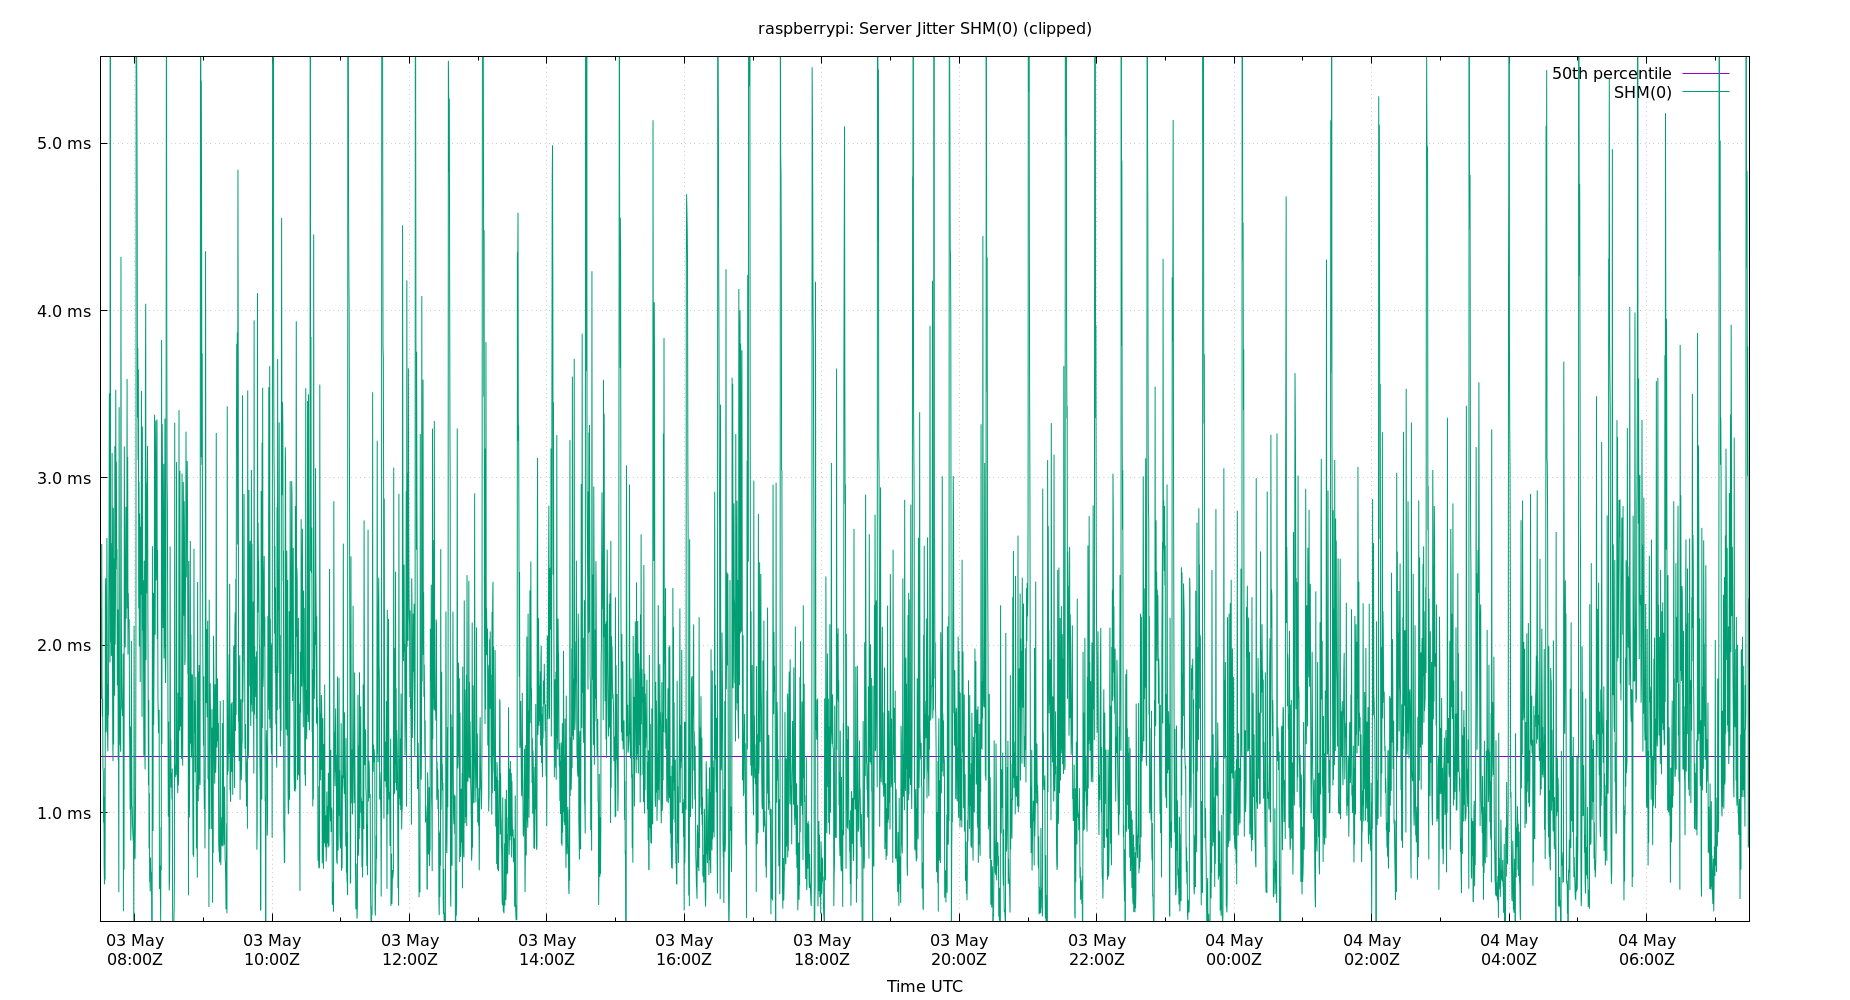 raspberrypi: Server Jitter SHM(0) (clipped)
50th percentile
SHM(0)
5.0 ms
4.0 ms
3.0 ms
2.0 ms
1.0 ms
03 May 03 May 03 May 03 May 03 May 03 May 03 May 03 May 04 May 04 May 04 May 04 May
08:00Z 10:00Z 12:00Z 14:00Z 16:00Z 18:00Z 20:00Z 22:00Z 00:00Z 02:00Z 04:00Z 06:00Z
Time UTC